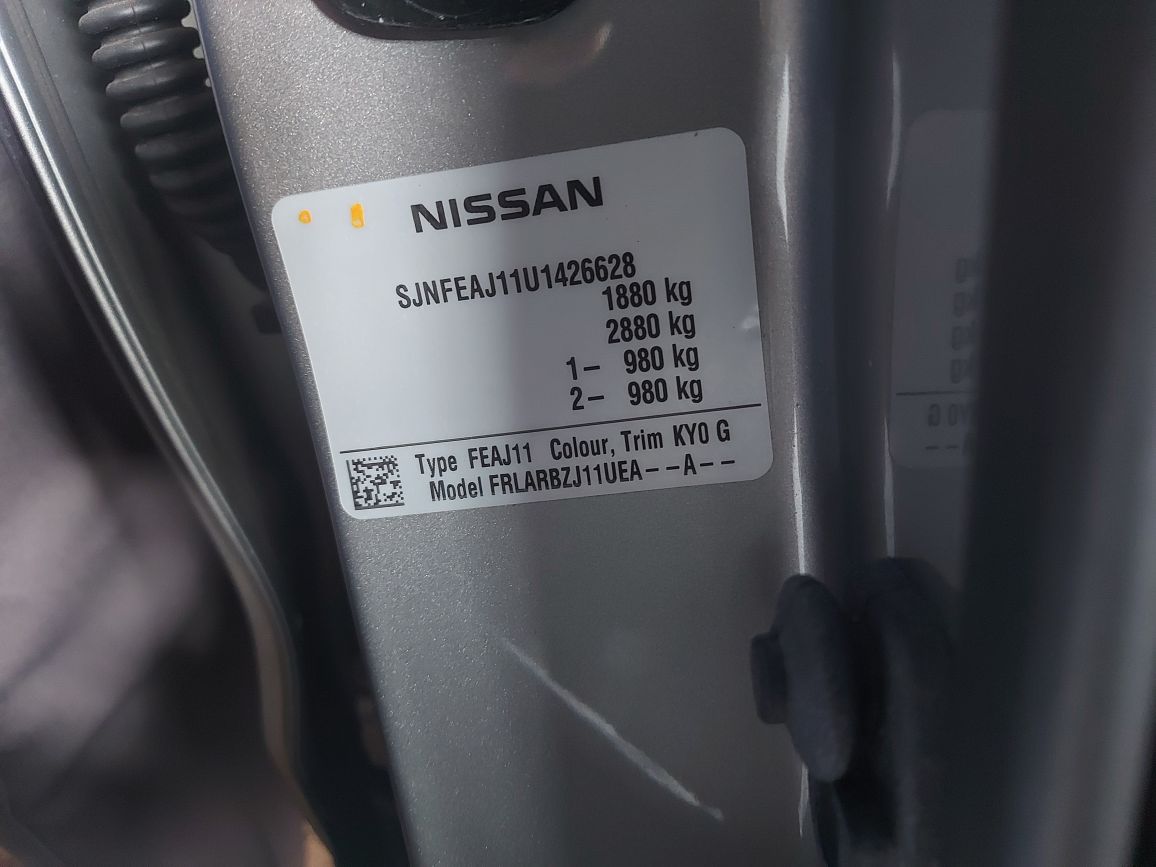 NISSAN
SJNFEAJ11U1426628
1880 kg
2880 kg
1– 980 kg
2– 980 kg
Type FEAJ11 Colour, Trim KY0 G
Model FRLARBZJ11UEA--A--